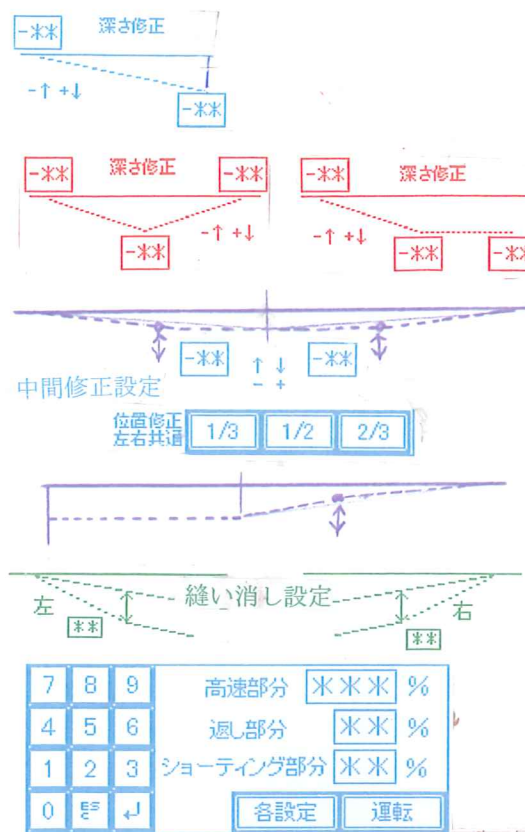 -** 深さ修正
-↑ +↓ -**
-** 深さ修正 -**
-** -↑ +↓
-** 深さ修正
-↑ +↓ -** -**
-** ↑ ↓ -**
- +
中間修正設定
位置修正
左右共通 1/3 1/2 2/3
左 縫い消し設定 右
** **
7 8 9 高速部分 *** %
4 5 6 返し部分 ** %
1 2 3 ショーティング部分 ** %
0 ESC ↵ 各設定 運転